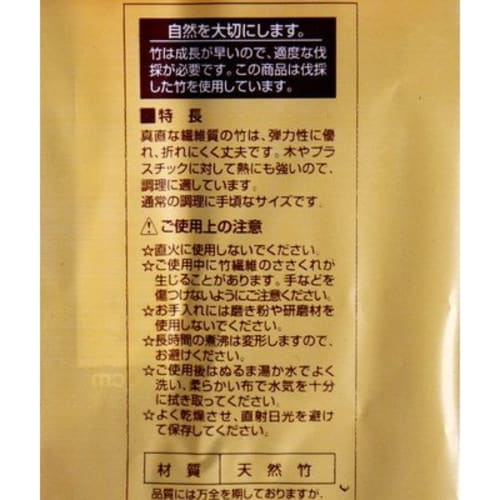 自然を大切にします。
竹は成長が早いので、適度な伐
採が必要です。この商品は伐採
した竹を使用しています。
■特長
真直な繊維質の竹は、弾力性に優
れ、折れにくく丈夫です。木やプラ
スチックに対して熱にも強いので、
調理に適しています。
通常の調理に手頃なサイズです。
⚠ご使用上の注意
☆直火に使用しないでください。
☆ご使用中に竹繊維のささくれが
生じることがあります。手などを
傷つけないようにご注意ください。
☆お手入れには磨き粉や研磨材を
使用しないでください。
☆長時間の煮沸は変形しますので、
お避けください。
☆ご使用後はぬるま湯か水でよく
洗い、柔らかい布で水気を十分
に拭き取ってください。
☆よく乾燥させ、直射日光を避け
て保存してください。
材質 天然竹
品質には万全を期しておりますが、
cm